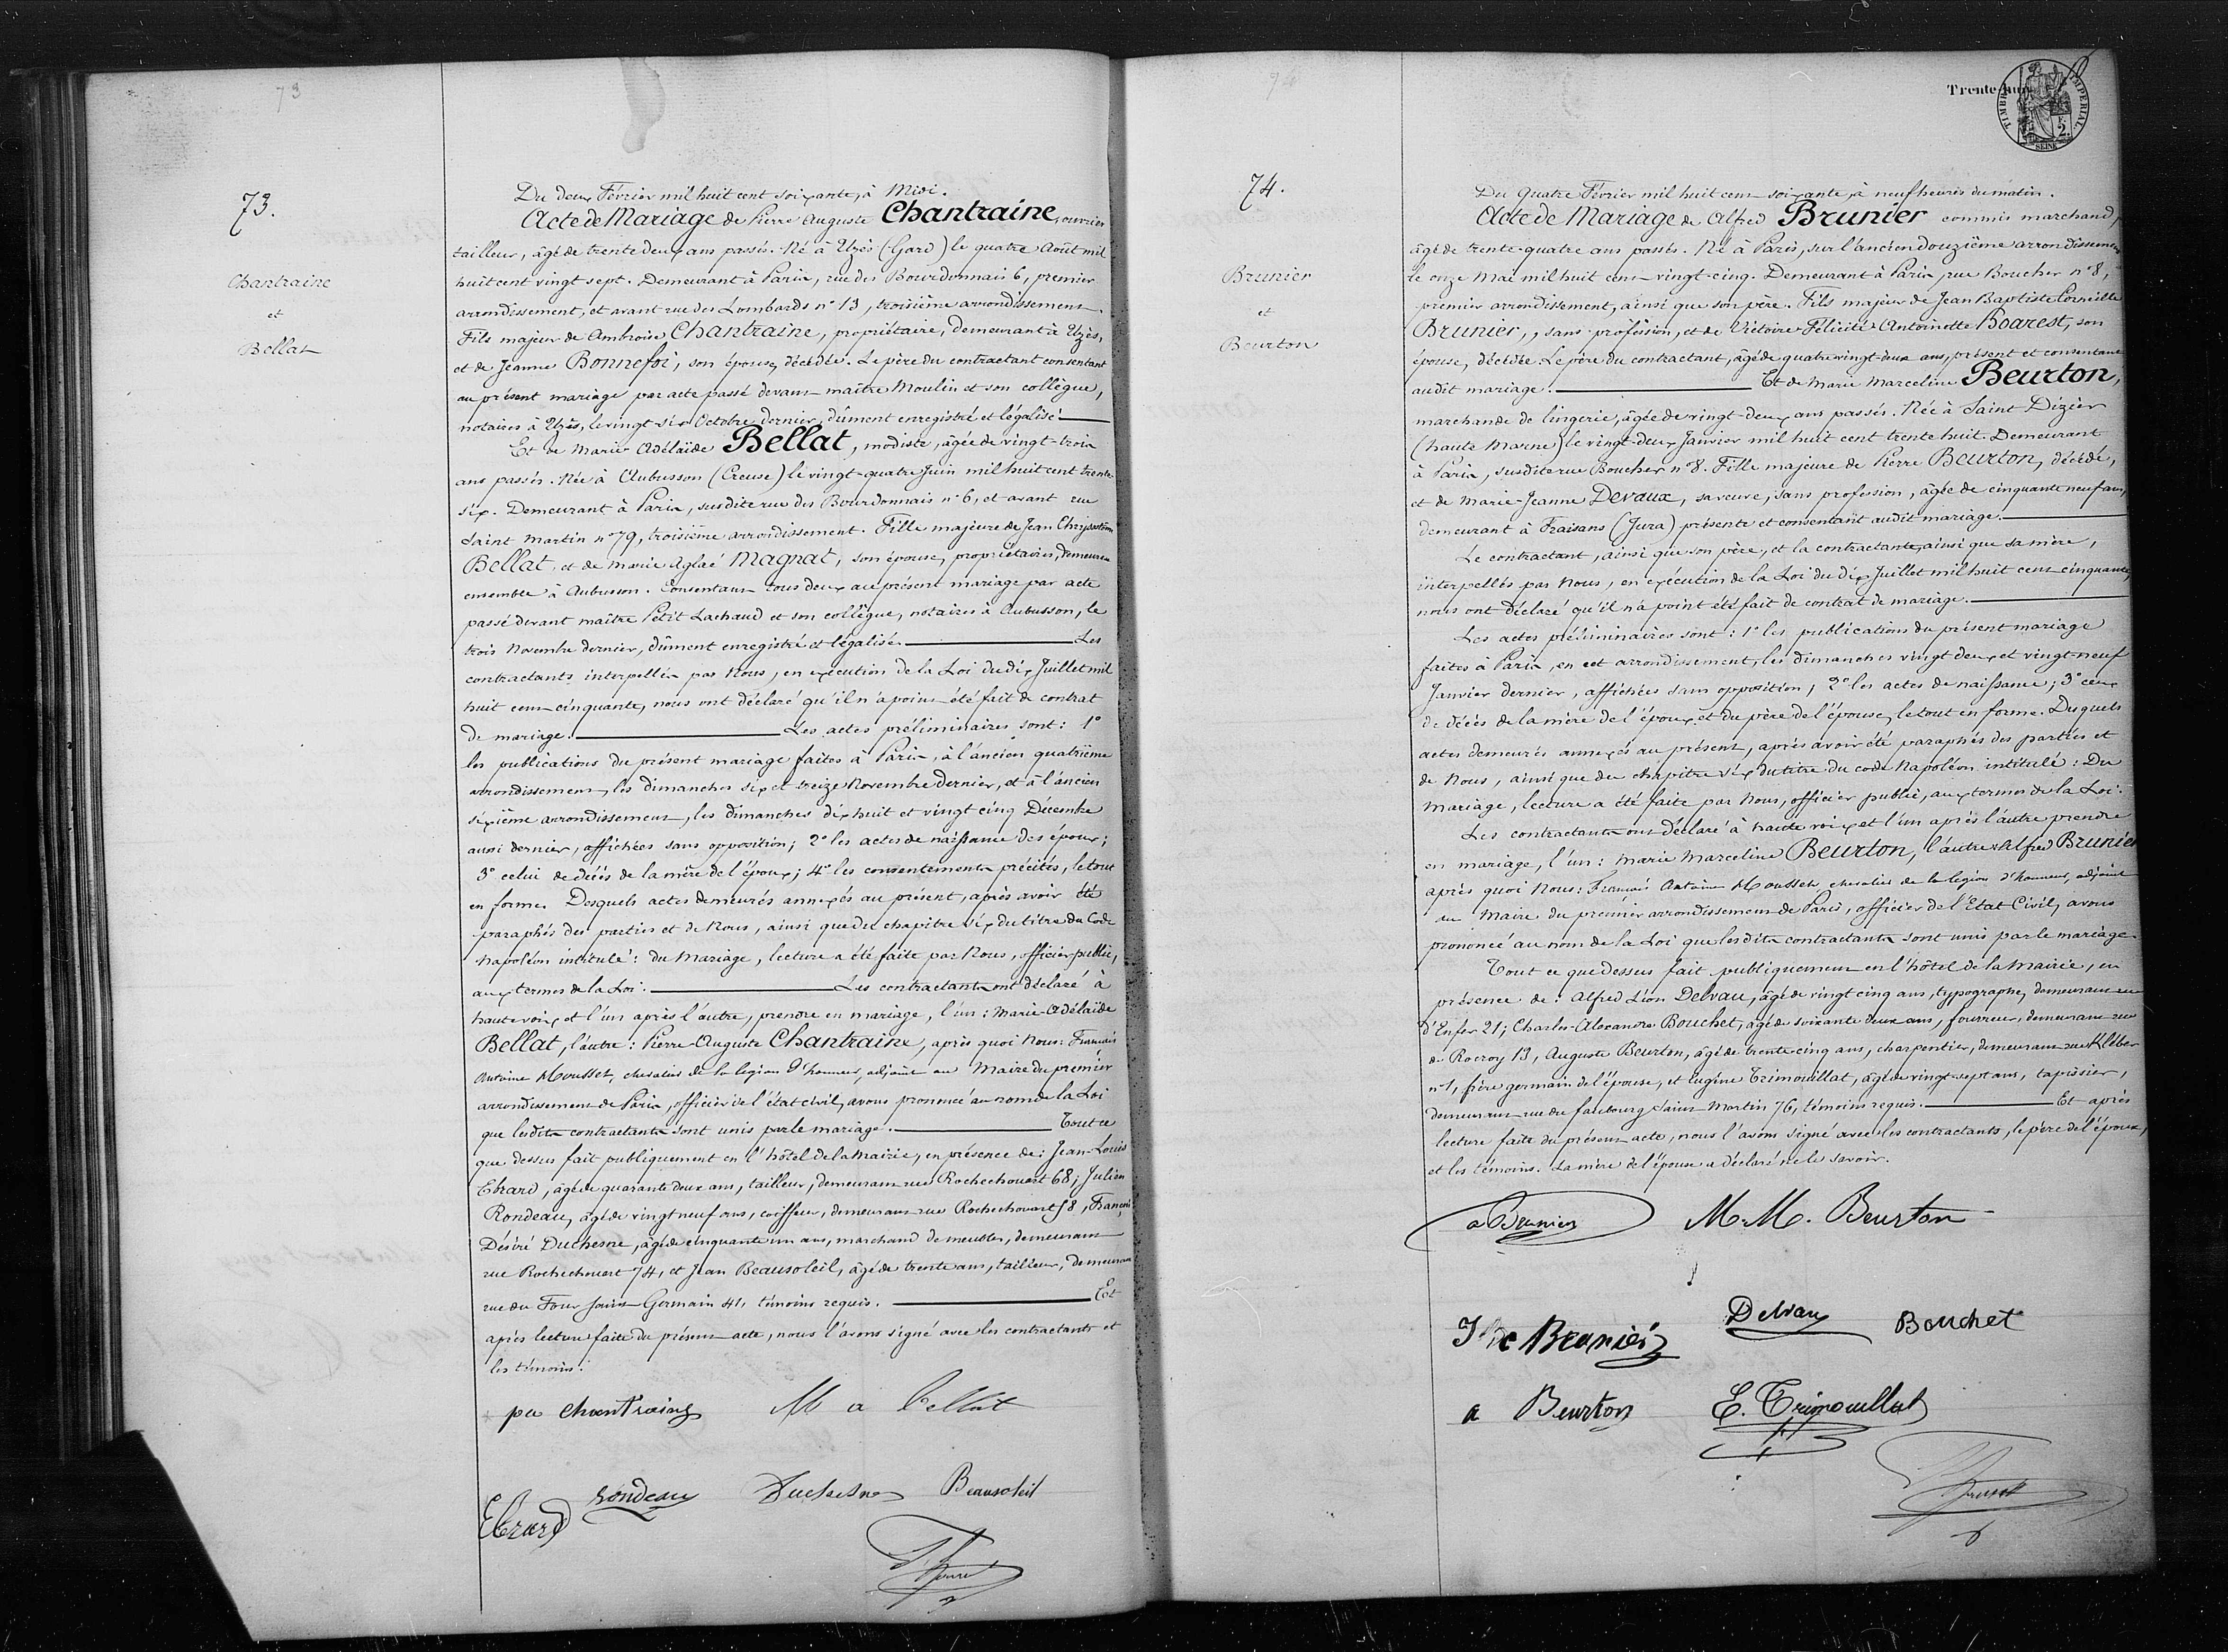 73
73.
Chantraine
et
Bellat
Du deux Février mil huit cent soixante, à Midi.
Acte de Mariage de Pierre Auguste Chantraine, ouvrier
tailleur, âgé de trente deux ans passés. Né à Uzès (Gard) le quatre Août mil
huit cent vingt sept. Demeurant à Paris, rue des Bourdonnais 6, premier
arrondissement, et avant rue des Lombards n° 13, troisième arrondissement.
Fils majeur de Ambroise Chantraine, propriétaire, demeurant à Uzès,
et de Jeanne Bonnefoi, son épouse, décédée. Le père du contractant consentant
au présent mariage par acte passé devant maître Moulin et son collègue,
notaires à Uzès, le vingt six Octobre dernier, dûment enregistré et légalisé
Et de Marie Adélaïde Bellat, modiste, âgée de vingt-trois
ans passés. Née à Aubusson (Creuse) le vingt-quatre Juin mil huit cent trente
six. Demeurant à Paris, susdite rue des Bourdonnais n° 6, et avant rue
Saint Martin n° 79, troisième arrondissement. Fille majeure de Jean Chrysostôme
Bellat, et de Marie Aglaé Magnat, son épouse, propriétaires, demeurant
ensemble à Aubusson. Consentant tous deux au présent mariage par acte
passé devant maître Petit Lachaud et son collègue, notaires à Aubusson, le
trois Novembre dernier, dûment enregistré et légalisé. Les
contractants interpellés par Nous, en exécution de la Loi du dix Juillet mil
huit cent cinquante, nous ont déclaré qu'il n'a point été fait de contrat
de mariage. Les actes préliminaires sont: 1°
les publications du présent mariage faites à Paris, à l'ancien quatrième
arrondissement, les dimanches six et treize Novembre dernier, et à l'ancien
sixième arrondissement, les dimanches dix huit et vingt cinq Décembre
aussi dernier, affichées sans opposition; 2° les actes de naissance des époux;
3° celui de décès de la mère de l'époux; 4° les consentements précités, le tout
en forme. Desquels actes demeurés annexés au présent, après avoir été
paraphés des parties et de Nous, ainsi que du chapitre six du titre du Code
Napoléon intitulé: du Mariage, lecture a été faite par Nous, officier public,
aux termes de la Loi. Les contractants ont déclaré à
haute voix et l'un après l'autre, prendre en mariage, l'un: Marie-Adélaïde
Bellat, l'autre: Pierre-Auguste Chantraine, après quoi Nous: François
Antoine Mousset, chevalier de la légion d'honneur, adjoint au Maire du premier
arrondissement de Paris, officier de l'état civil, avons prononcé au nom de la Loi
que lesdits contractants sont unis par le mariage. Tout ce
que dessus fait publiquement en l'hôtel de la Mairie, en présence de: Jean-Louis
Ebrard, âgé de quarante deux ans, tailleur, demeurant rue Rochechouart 68; Julien
Rondeau, âgé de vingt neuf ans, coiffeur, demeurant rue Rochechouart 58, François
Désiré Duchesne, âgé de cinquante un ans, marchand de meubles, demeurant
rue Rochechouart 74, et Jean Beausoleil, âgé de trente ans, tailleur, demeurant
rue du Four Saint Germain 41, témoins requis. Et
après lecture faite du présent acte, nous l'avons signé avec les contractants et
les témoins.
pa chantraine M a Bellat
Ebrard Rondeau Duchesne Beausoleil
74
Trente-huit
TIMBRE IMPERIAL
F.
2.
SEINE
74.
Brunier
et
Beurton
Du Quatre Février mil huit cent soixante, à neuf heures du matin.
Acte de Mariage de Alfred Brunier commis marchand,
âgé de trente-quatre ans passés. Né à Paris, sur l'ancien douzième arrondissement
le onze Mai mil huit cent vingt-cinq. Demeurant à Paris, rue Boucher n° 8,
premier arrondissement, ainsi que son père. Fils majeur de Jean Baptiste Corneille
Brunier, sans profession, et de Victoire Félicité Antoinette Boarest, son
épouse, décédée. Le père du contractant, âgé de quatre vingt-deux ans, présent et consentant
audit mariage. Et de Marie Marceline Beurton,
marchande de lingerie, âgée de vingt-deux ans passés. Née à Saint Dizier
(haute Marne) le vingt-deux Janvier mil huit cent trente huit. Demeurant
à Paris, susdite rue Boucher n° 8. Fille majeure de Pierre Beurton, décédé,
et de Marie-Jeanne Devaux, sa veuve, sans profession, âgée de cinquante neuf ans,
demeurant à Fraisans (Jura) présente et consentant audit mariage.
Le contractant, ainsi que son père, et la contractante, ainsi que sa mère,
interpellés par Nous, en exécution de la Loi du dix Juillet mil huit cent cinquante,
nous ont déclaré qu'il n'a point été fait de contrat de mariage.
Les actes préliminaires sont: 1° les publications du présent mariage
faites à Paris, en cet arrondissement, les dimanches vingt deux et vingt-neuf
Janvier dernier, affichées sans opposition; 2° les actes de naissance; 3° ceux
de décès de la mère de l'époux et du père de l'épouse, le tout en forme. Desquels
actes demeurés annexés au présent, après avoir été paraphés des parties et
de Nous, ainsi que du chapitre six du titre du code Napoléon intitulé: Du
Mariage, lecture a été faite par Nous, officier public, aux termes de la Loi.
Les contractants ont déclaré à haute voix et l'un après l'autre prendre
en mariage, l'un: Marie Marceline Beurton, l'autre Alfred Brunier
après quoi Nous: François Antoine Mousset, chevalier de la légion d'honneur, adjoint
au Maire du premier arrondissement de Paris, officier de l'Etat Civil, avons
prononcé au nom de la Loi que lesdits contractants sont unis par le mariage.
Tout ce que dessus fait publiquement en l'hôtel de la Mairie, en
présence de: Alfred Léon Delvau, âgé de vingt cinq ans, typographe, demeurant rue
d'Enfer 21; Charles-Alexandre Bouchet, âgé de soixante deux ans, fourreur, demeurant rue
de Rocroy 13, Auguste Beurton, âgé de trente cinq ans, charpentier, demeurant rue Kléber
n° 1, frère germain de l'épouse, et Eugène Trimouillat, âgé de vingt-sept ans, tapissier,
demeurant rue du faubourg Saint Martin 76, témoins requis. Et après
lecture faite du présent acte, nous l'avons signé avec les contractants, le père de l'époux,
et les témoins. La mère de l'épouse a déclaré ne le savoir.
a Brunier M. M. Beurton
J Bte Brunier Delvau Bouchet
a Beurton E. Trimouillat